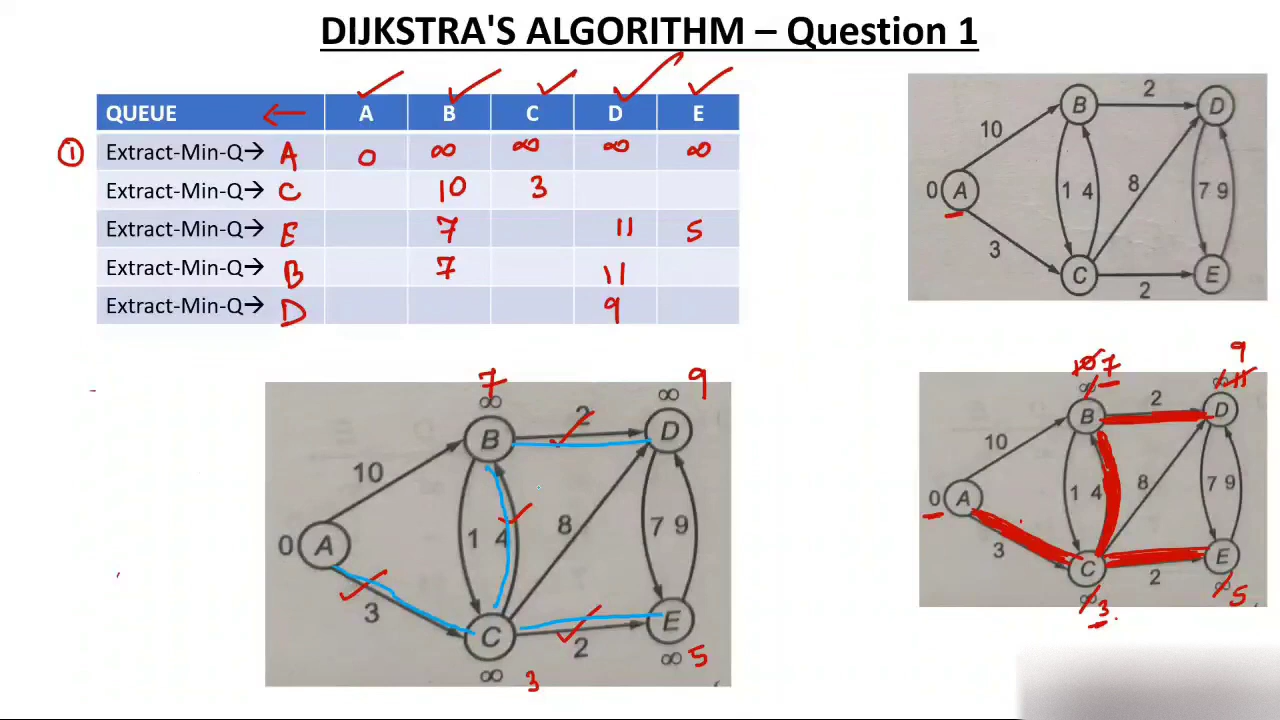 DIJKSTRA'S ALGORITHM – Question 1
QUEUE ← A B C D E
① Extract-Min-Q→ A 0 ∞ ∞ ∞ ∞
Extract-Min-Q→ C 10 3
Extract-Min-Q→ E 7 11 5
Extract-Min-Q→ B 7 11
Extract-Min-Q→ D 9
B 2 D
10
0 A 1 4 8 7 9
3
C 2 E
7 9
∞ ∞
B 2 D
10
0 A 1 4 8 7 9
3
C 2 E
∞ 3 ∞ 5
9
10 7 ∞ 11
∞
B 2 D
10
0 A 1 4 8 7 9
3
C 2 E
∞ 3 ∞ 5